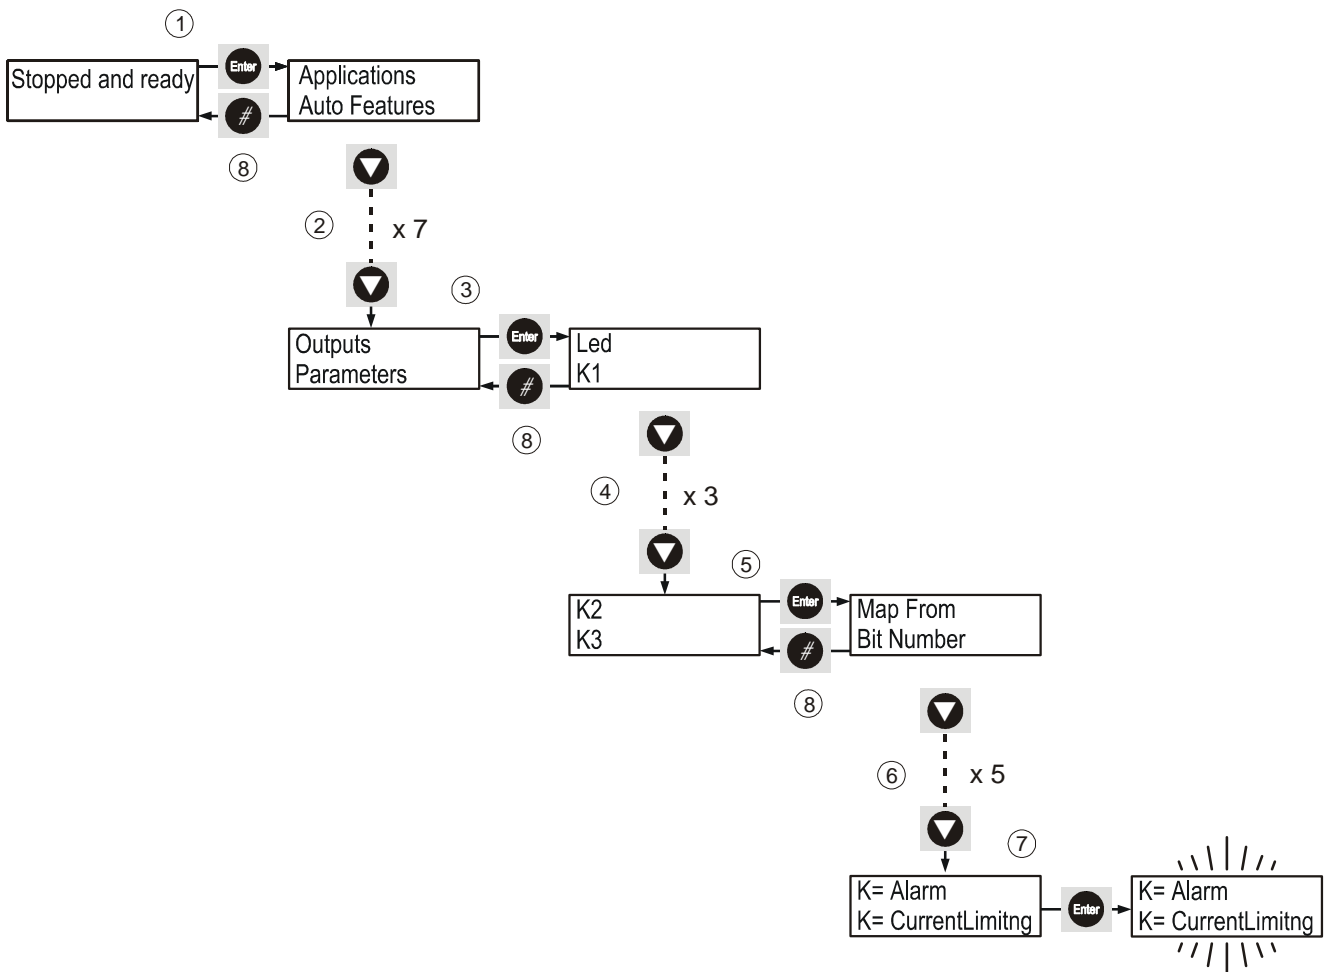 1
Stopped and ready
Enter
Applications
Auto Features
#
8
2
x 7
3
Outputs
Parameters
Enter
Led
K1
#
8
4
x 3
5
K2
K3
Enter
Map From
Bit Number
#
8
6
x 5
7
K= Alarm
K= CurrentLimitng
Enter
K= Alarm
K= CurrentLimitng